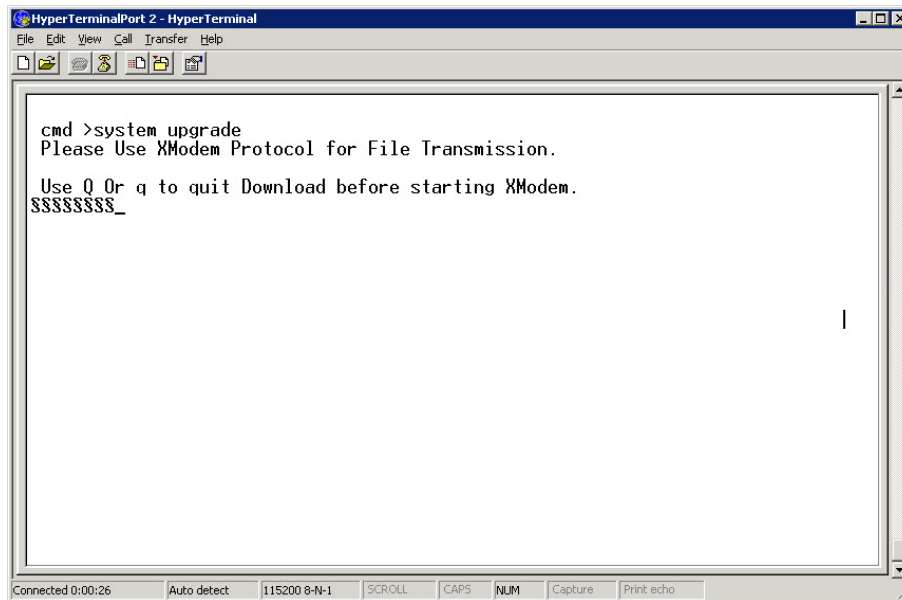 HyperTerminalPort 2 - HyperTerminal
File Edit View Call Transfer Help
cmd >system upgrade
Please Use XModem Protocol for File Transmission.
Use Q Or q to quit Download before starting XModem.
§§§§§§§§_
Connected 0:00:26 Auto detect 115200 8-N-1 SCROLL CAPS NUM Capture Print echo